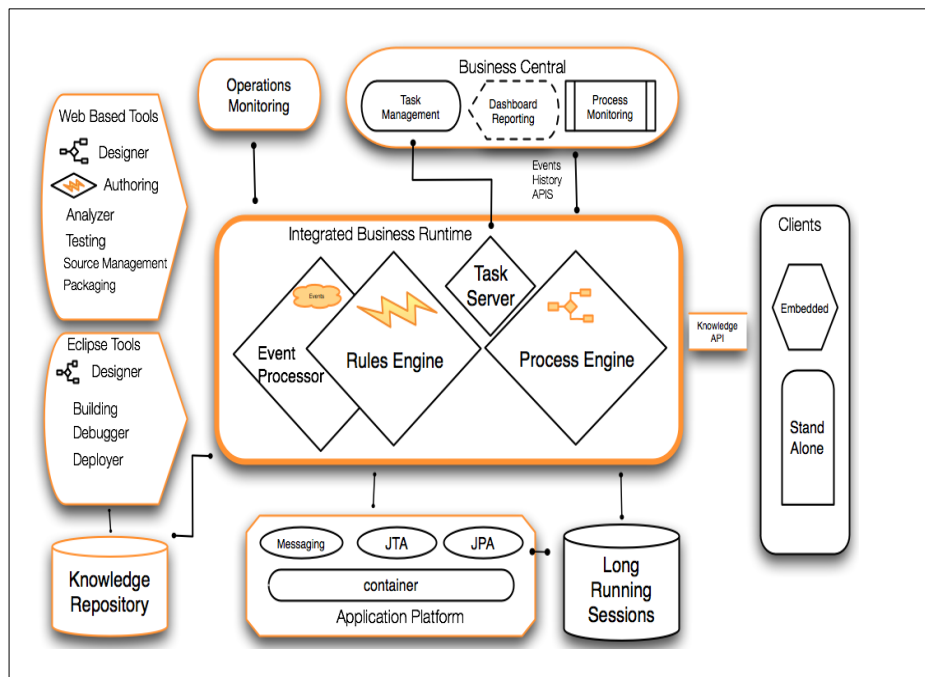 Business Central
Operations
Monitoring
Task
Management
Dashboard
Reporting
Process
Monitoring
Web Based Tools
Designer
Authoring
Analyzer
Testing
Source Management
Packaging
Events
History
APIS
Integrated Business Runtime
Task
Server
Events
Event
Processor
Rules Engine
Process Engine
Knowledge
API
Clients
Embedded
Stand
Alone
Eclipse Tools
Designer
Building
Debugger
Deployer
Knowledge
Repository
Messaging
JTA
JPA
container
Application Platform
Long
Running
Sessions